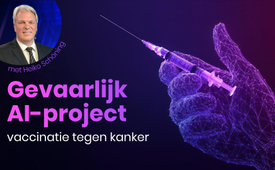 met Heiko Schöning
Gevaarlijk
AI-project
vaccinatie tegen kanker